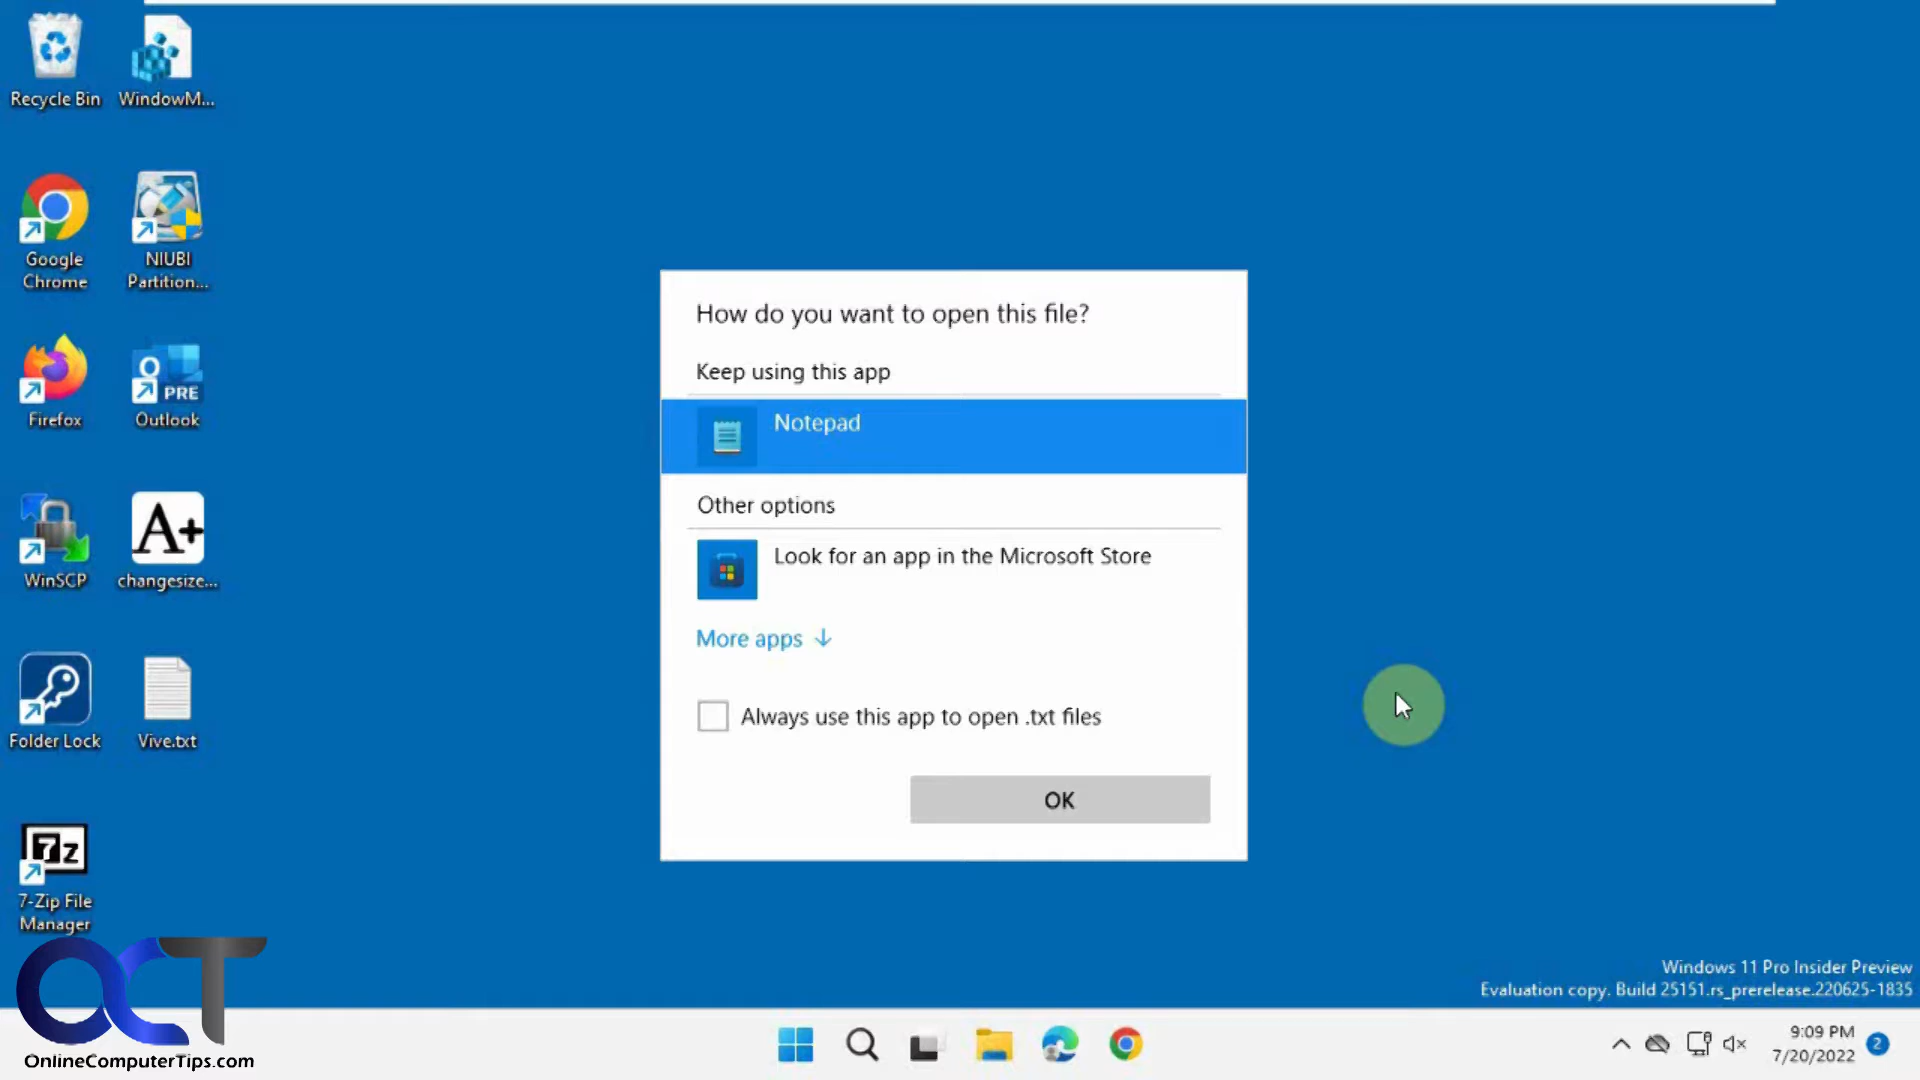 Recycle Bin
WindowM...
Google
Chrome
NIUBI
Partition...
Firefox
Outlook
O
PRE
WinSCP
A+
changesize...
Folder Lock
Vive.txt
7z
7-Zip File
Manager
How do you want to open this file?
Keep using this app
Notepad
Other options
Look for an app in the Microsoft Store
More apps
Always use this app to open .txt files
OK
Windows 11 Pro Insider Preview
Evaluation copy. Build 25151.rs_prerelease.220625-1835
OCT
OnlineComputerTips.com
9:09 PM
7/20/2022
2